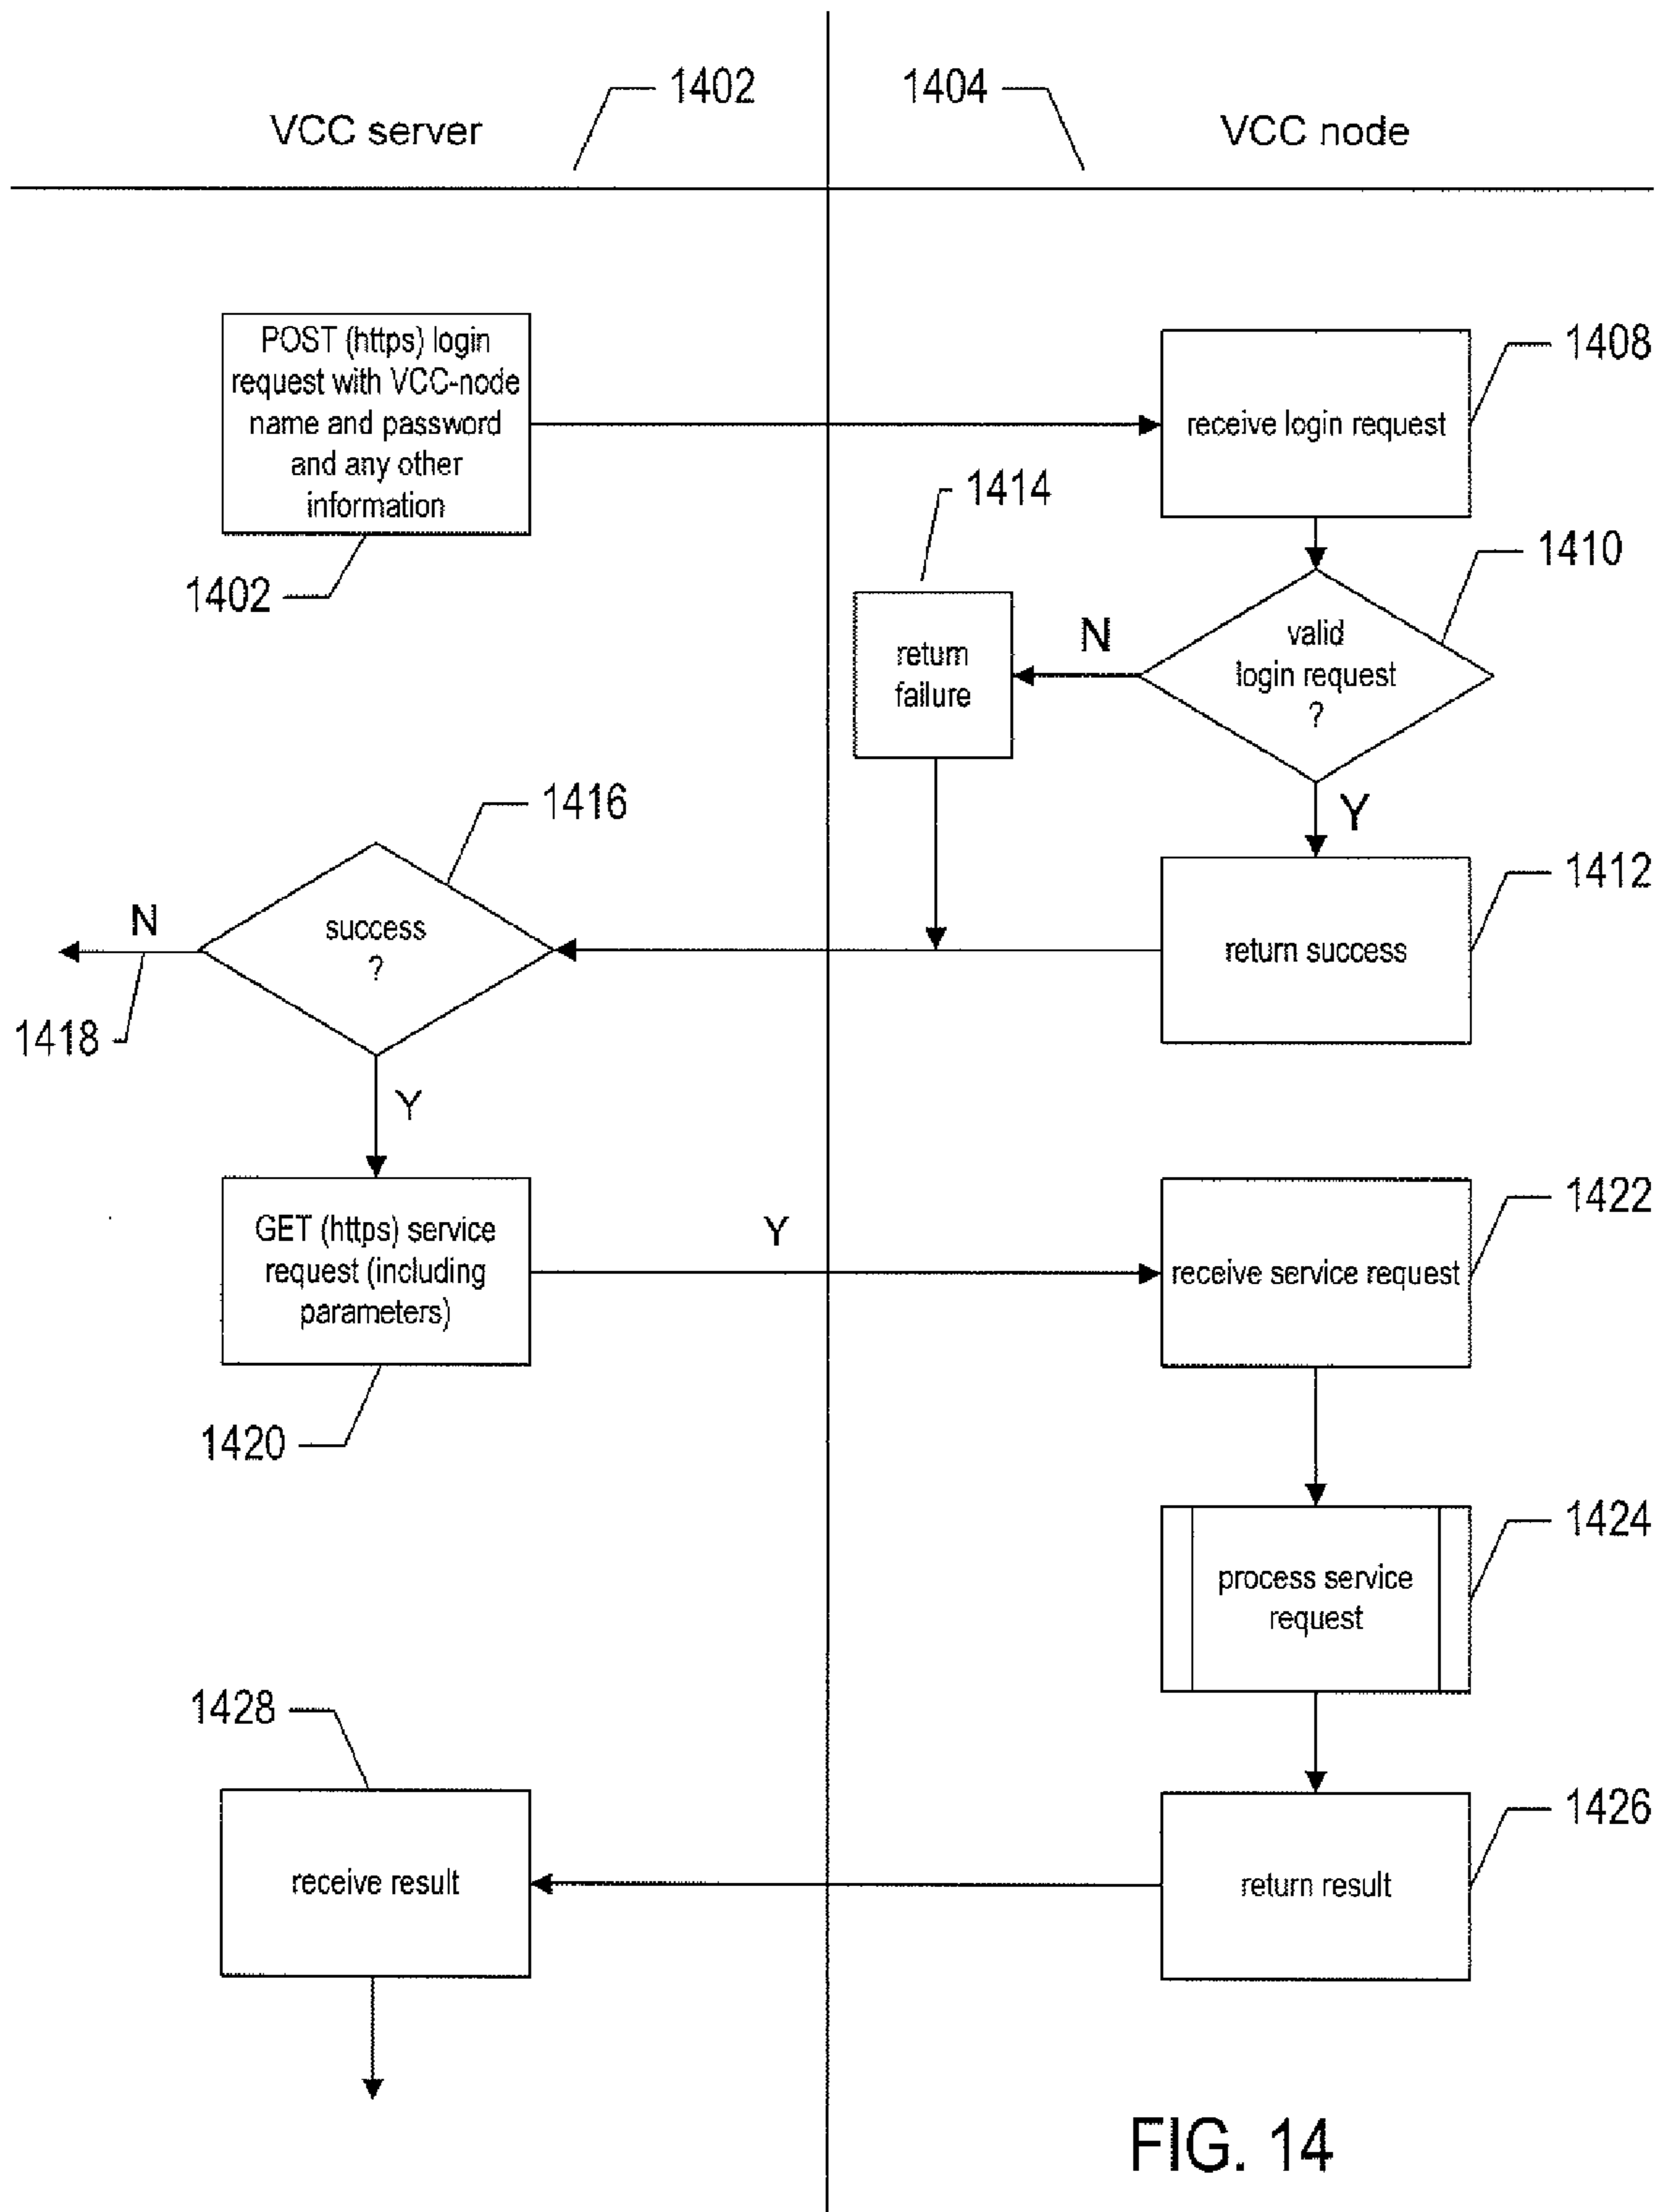 1402
1404
VCC server
VCC node
POST (https) login
request with VCC-node
name and password
and any other
information
1402
receive login request
1408
1414
1410
return
failure
N
valid
login request
?
Y
1416
N
success
?
1418
return success
1412
Y
GET (https) service
request (including
parameters)
Y
1420
receive service request
1422
process service
request
1424
1428
receive result
return result
1426
FIG. 14